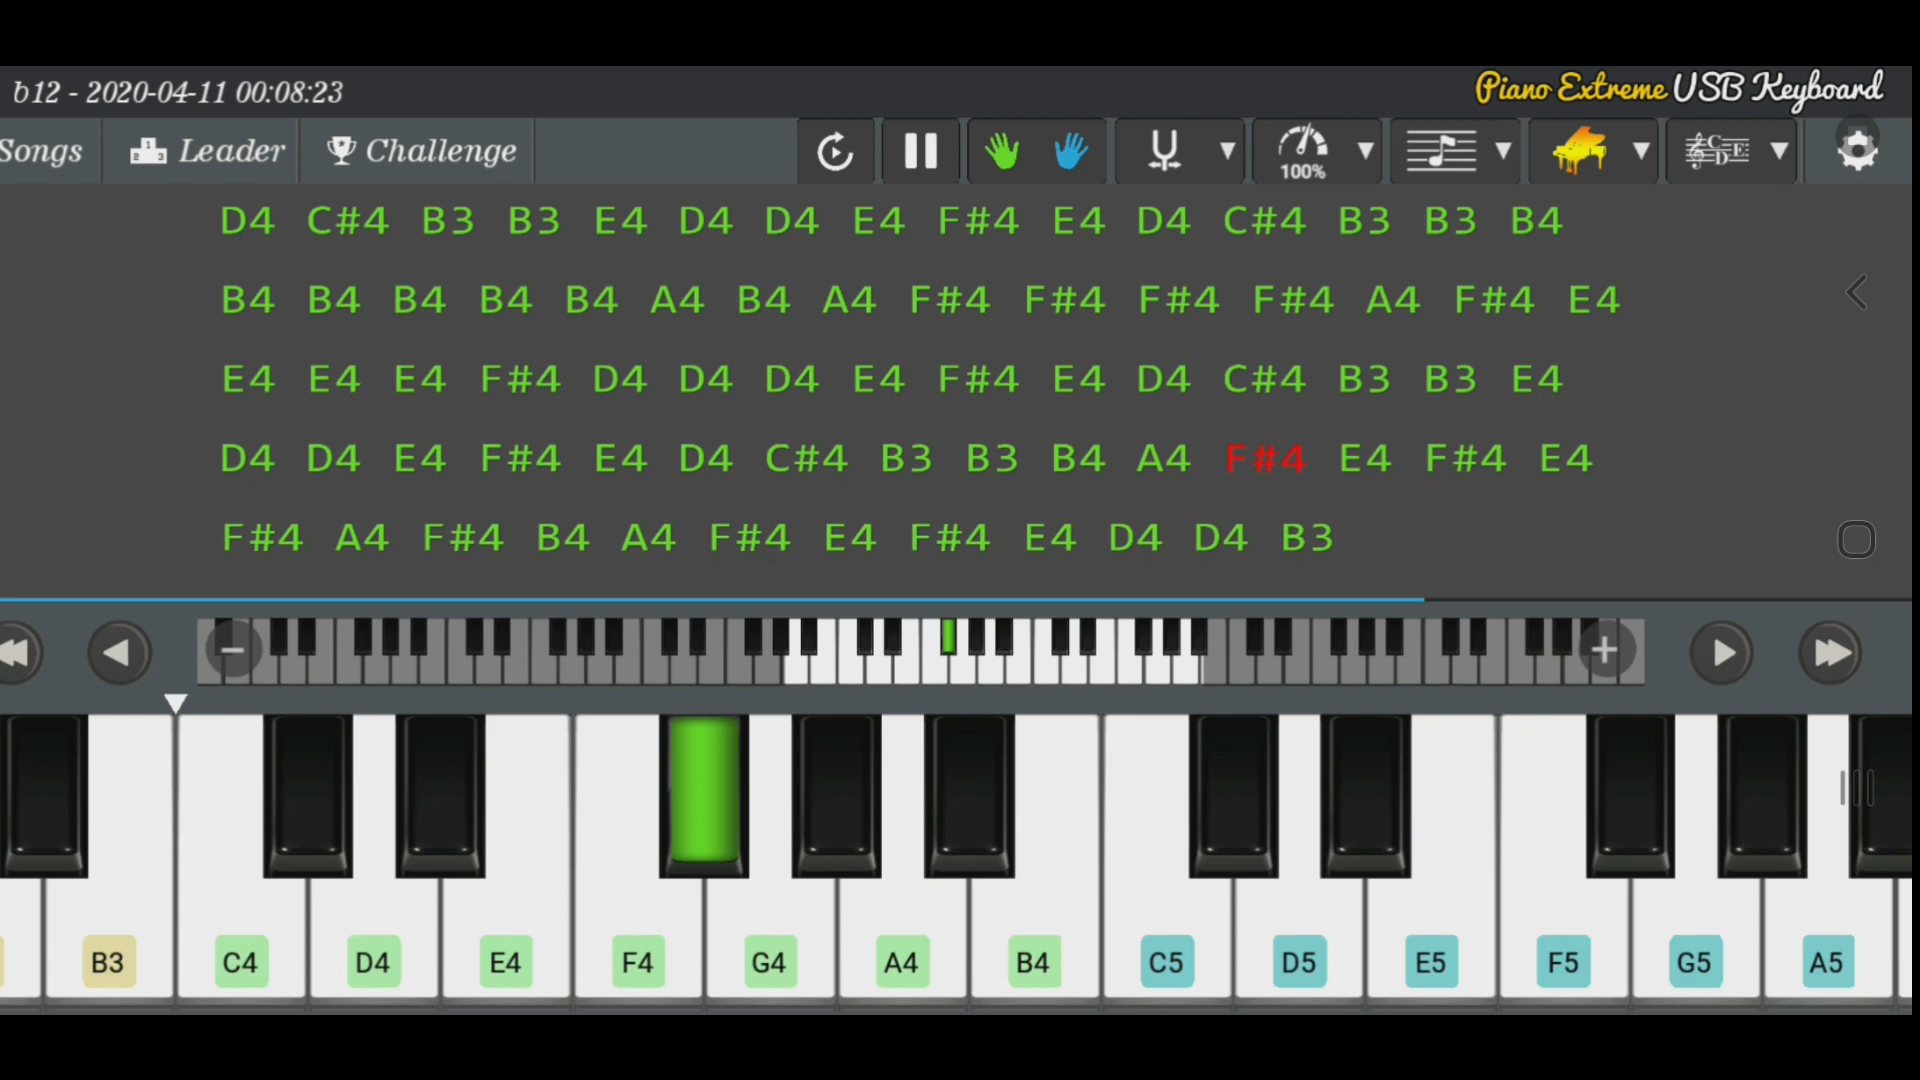 b12 - 2020-04-11 00:08:23
Piano Extreme USB Keyboard
Songs Leader Challenge
100%
D4 C#4 B3 B3 E4 D4 D4 E4 F#4 E4 D4 C#4 B3 B3 B4
B4 B4 B4 B4 B4 A4 B4 A4 F#4 F#4 F#4 F#4 A4 F#4 E4
E4 E4 E4 F#4 D4 D4 D4 E4 F#4 E4 D4 C#4 B3 B3 E4
D4 D4 E4 F#4 E4 D4 C#4 B3 B3 B4 A4 F#4 E4 F#4 E4
F#4 A4 F#4 B4 A4 F#4 E4 F#4 E4 D4 D4 B3
B3 C4 D4 E4 F4 G4 A4 B4 C5 D5 E5 F5 G5 A5